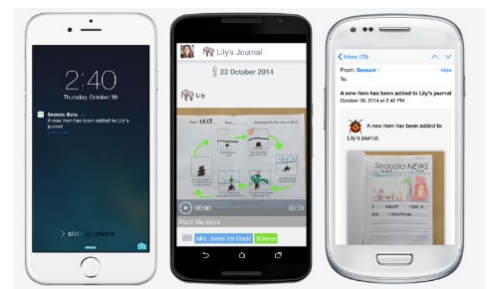 2:40
Thursday, October 30
Seesaw Beta
A new item has been added to Lily's
journal
> slide to unlock
Lily's Journal
22 October 2014
Lily
00:00
00:31
Plant life cycle
Mrs. Jones 1st Grade
Science
Inbox (70)
From: Seesaw
Hide
To:
A new item has been added to Lily's journal
October 30, 2014 at 2:42 PM
A new item has been added to
Lily's journal.
Sequoia NEWS